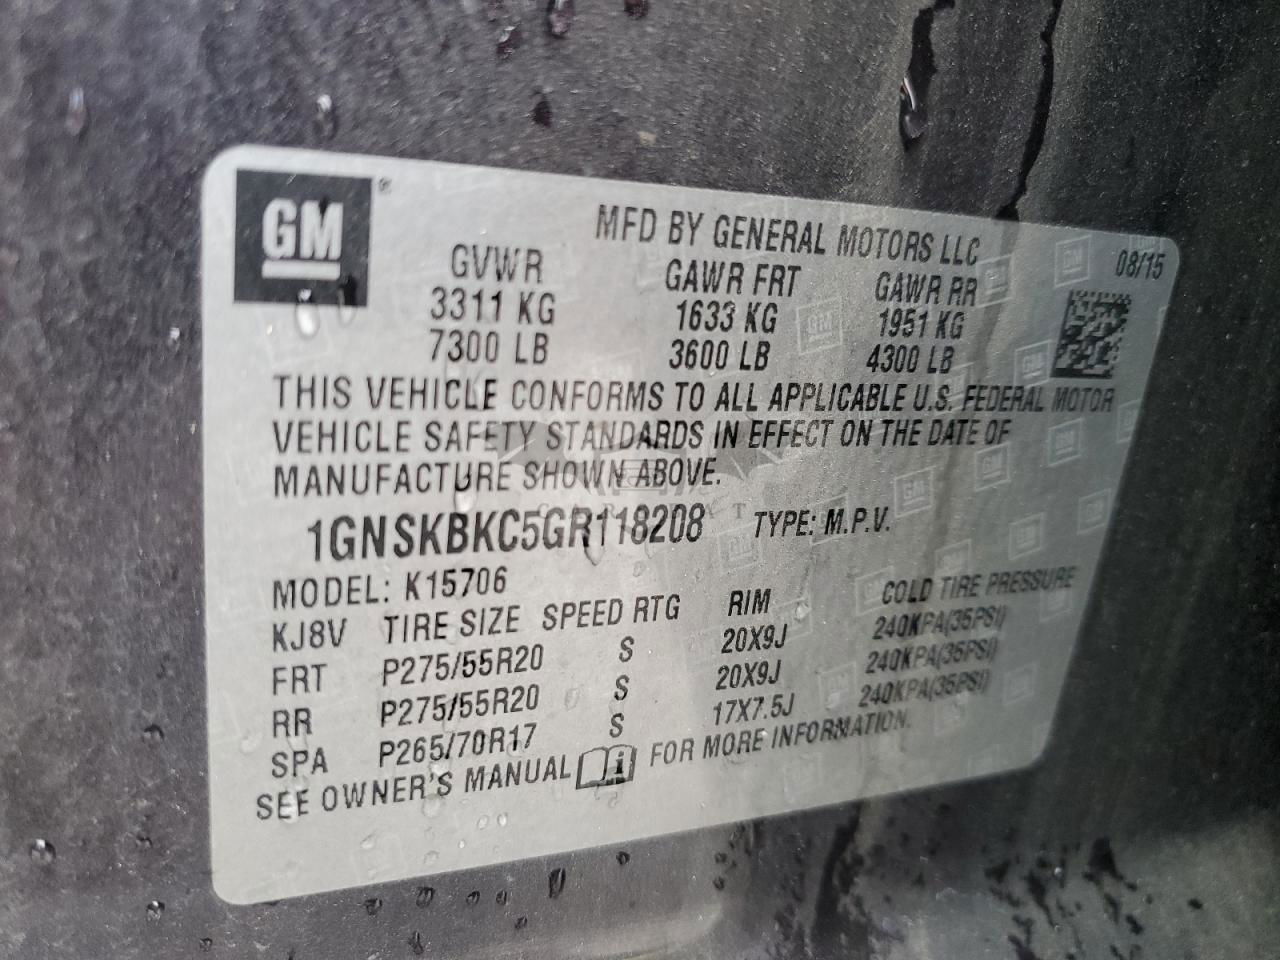 GM
MFD BY GENERAL MOTORS LLC
08/15
GVWR GAWR FRT GAWR RR
3311 KG 1633 KG 1951 KG
7300 LB 3600 LB 4300 LB
THIS VEHICLE CONFORMS TO ALL APPLICABLE U.S. FEDERAL MOTOR
VEHICLE SAFETY STANDARDS IN EFFECT ON THE DATE OF
MANUFACTURE SHOWN ABOVE.
1GNSKBKC5GR118208 TYPE: M.P.V.
MODEL: K15706
KJ8V TIRE SIZE SPEED RTG RIM COLD TIRE PRESSURE
FRT P275/55R20 S 20X9J 240KPA(35PSI)
RR P275/55R20 S 20X9J 240KPA(35PSI)
SPA P265/70R17 S 17X7.5J 240KPA(35PSI)
SEE OWNER'S MANUAL i FOR MORE INFORMATION.